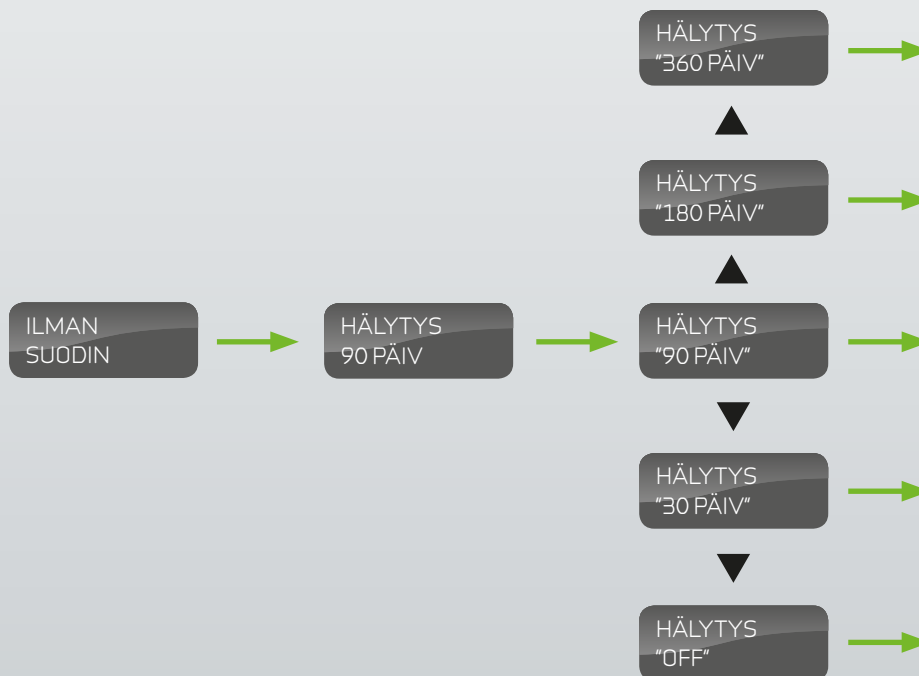 HÄLYTYS
"360 PÄIV"
HÄLYTYS
"180 PÄIV"
ILMAN
SUODIN
HÄLYTYS
90 PÄIV
HÄLYTYS
"90 PÄIV"
HÄLYTYS
"30 PÄIV"
HÄLYTYS
"OFF"